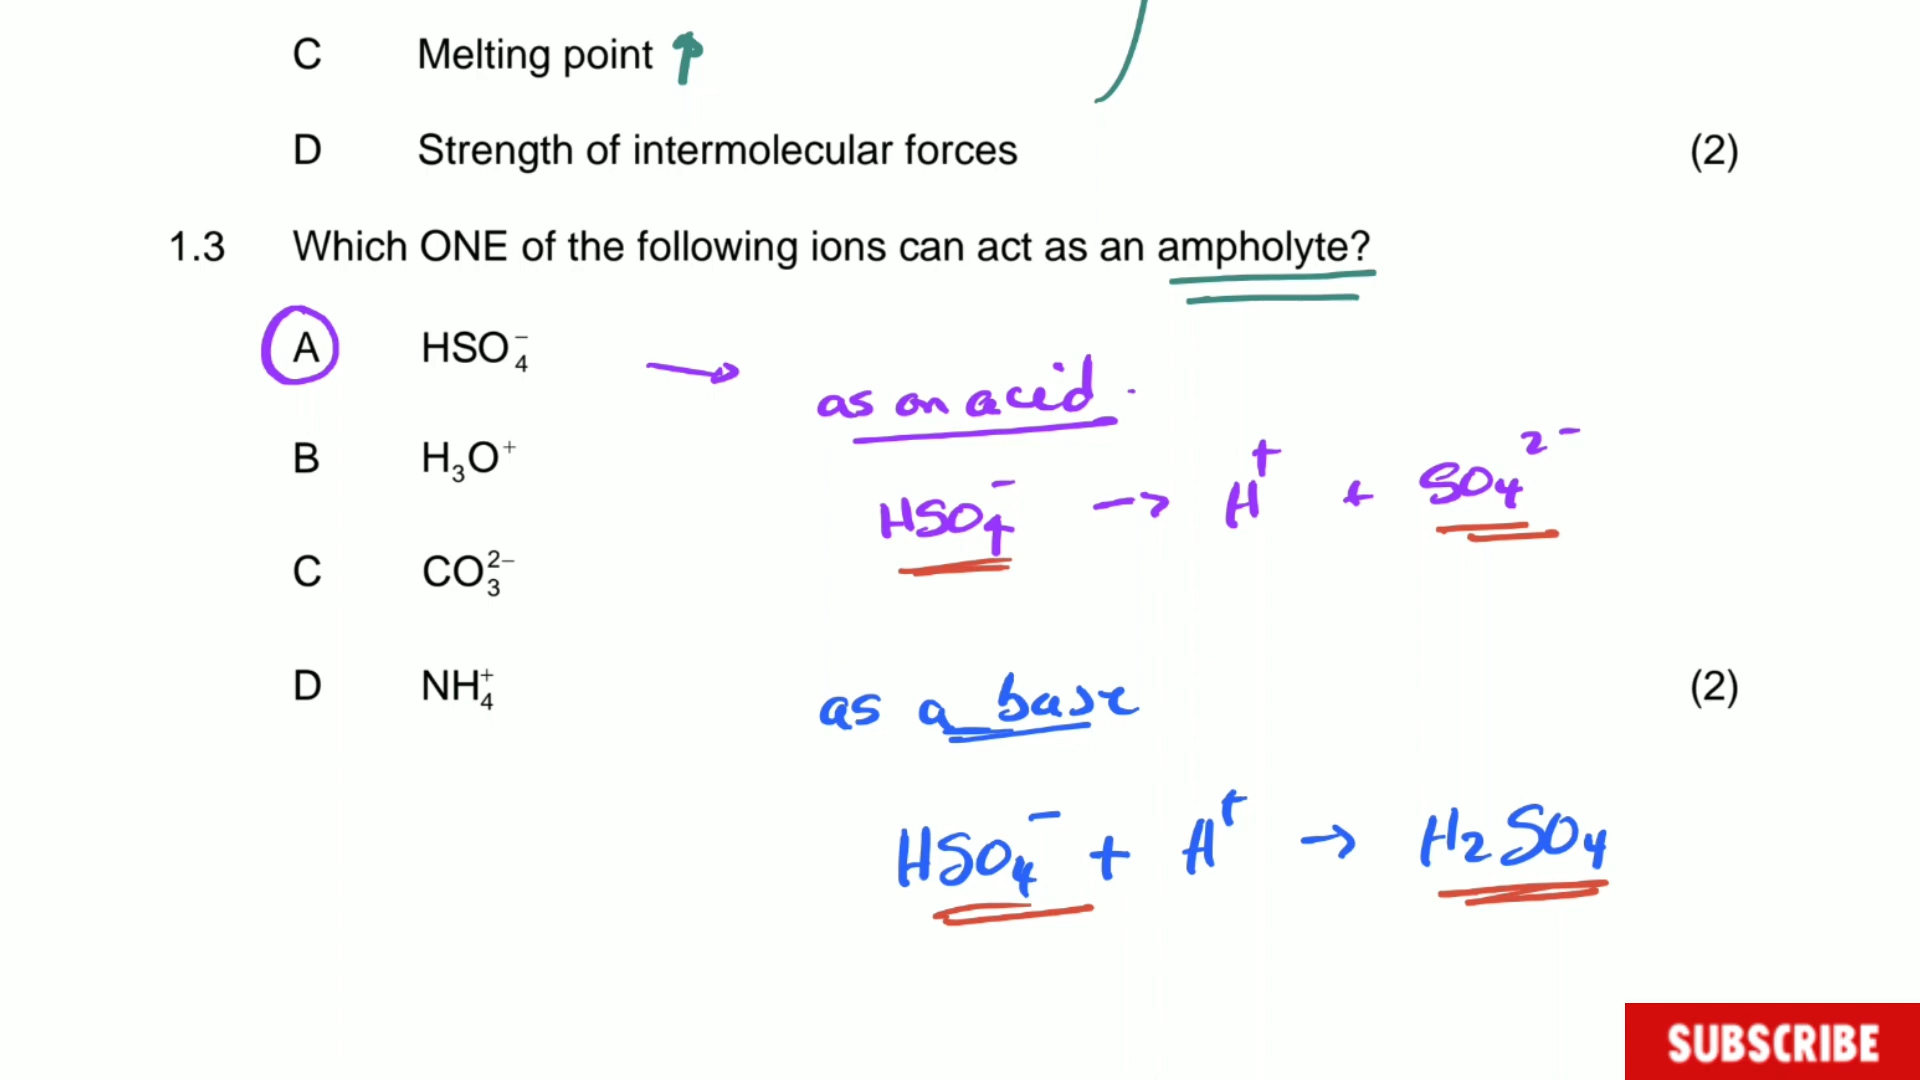 C Melting point
D Strength of intermolecular forces (2)
1.3 Which ONE of the following ions can act as an ampholyte?
A HSO₄⁻ → as an acid.
B H₃O⁺
HSO₄⁻ → H⁺ + SO₄²⁻
C CO₃²⁻
D NH₄⁺ as a base (2)
HSO₄⁻ + H⁺ → H₂SO₄
SUBSCRIBE